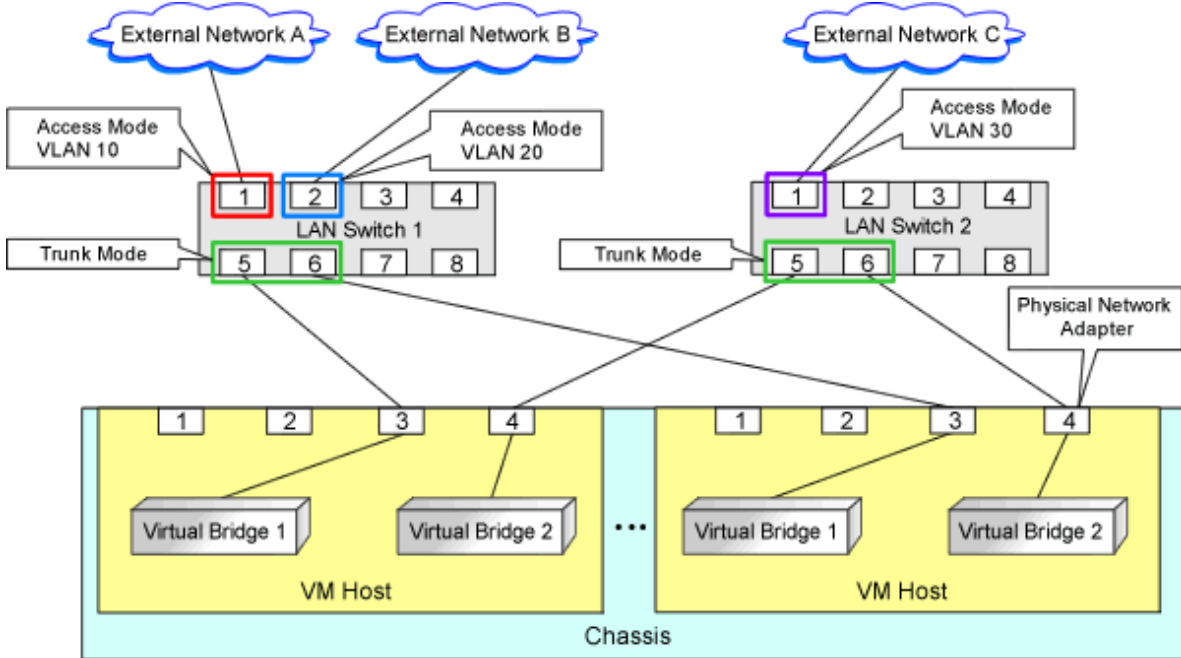 External Network A
External Network B
External Network C
Access Mode
VLAN 10
Access Mode
VLAN 20
Access Mode
VLAN 30
1 2 3 4
LAN Switch 1
5 6 7 8
Trunk Mode
1 2 3 4
LAN Switch 2
5 6 7 8
Trunk Mode
Physical Network
Adapter
1 2 3 4
Virtual Bridge 1
Virtual Bridge 2
VM Host
...
1 2 3 4
Virtual Bridge 1
Virtual Bridge 2
VM Host
Chassis